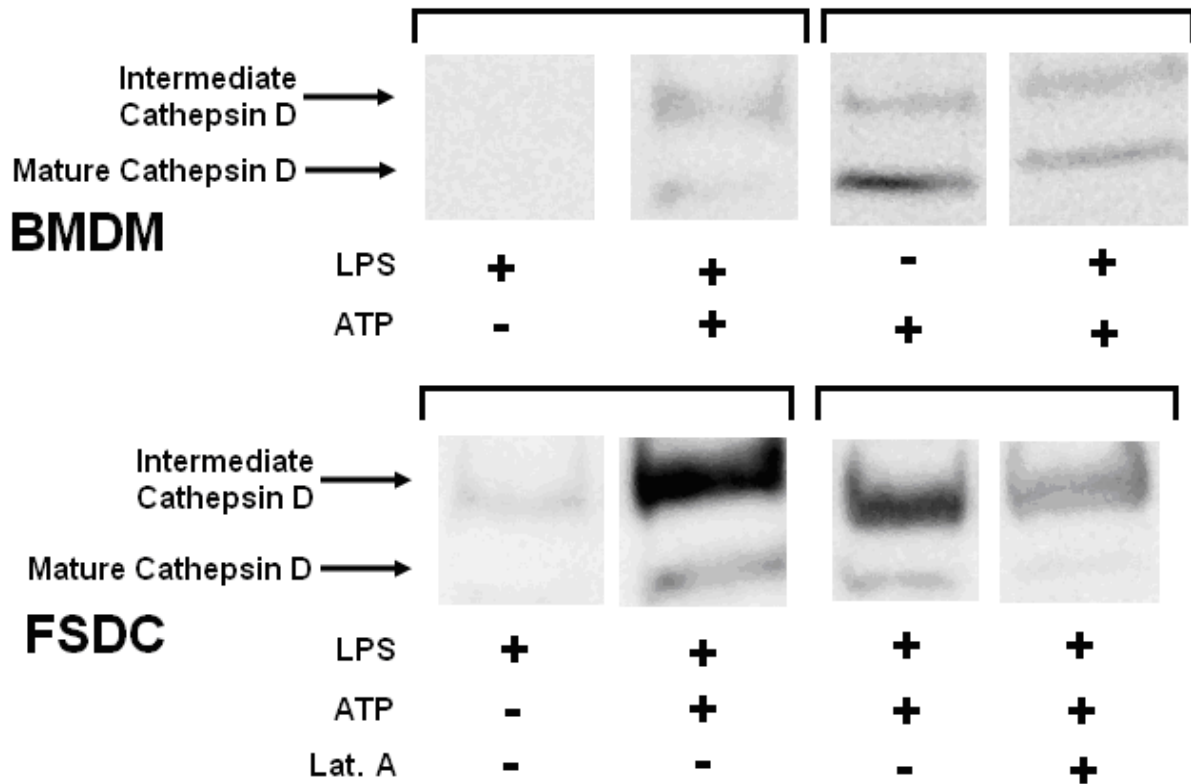 Intermediate
Cathepsin D
Mature Cathepsin D
BMDM
LPS + + - +
ATP - + + +
Intermediate
Cathepsin D
Mature Cathepsin D
FSDC
LPS + + + +
ATP - + + +
Lat. A - - - +